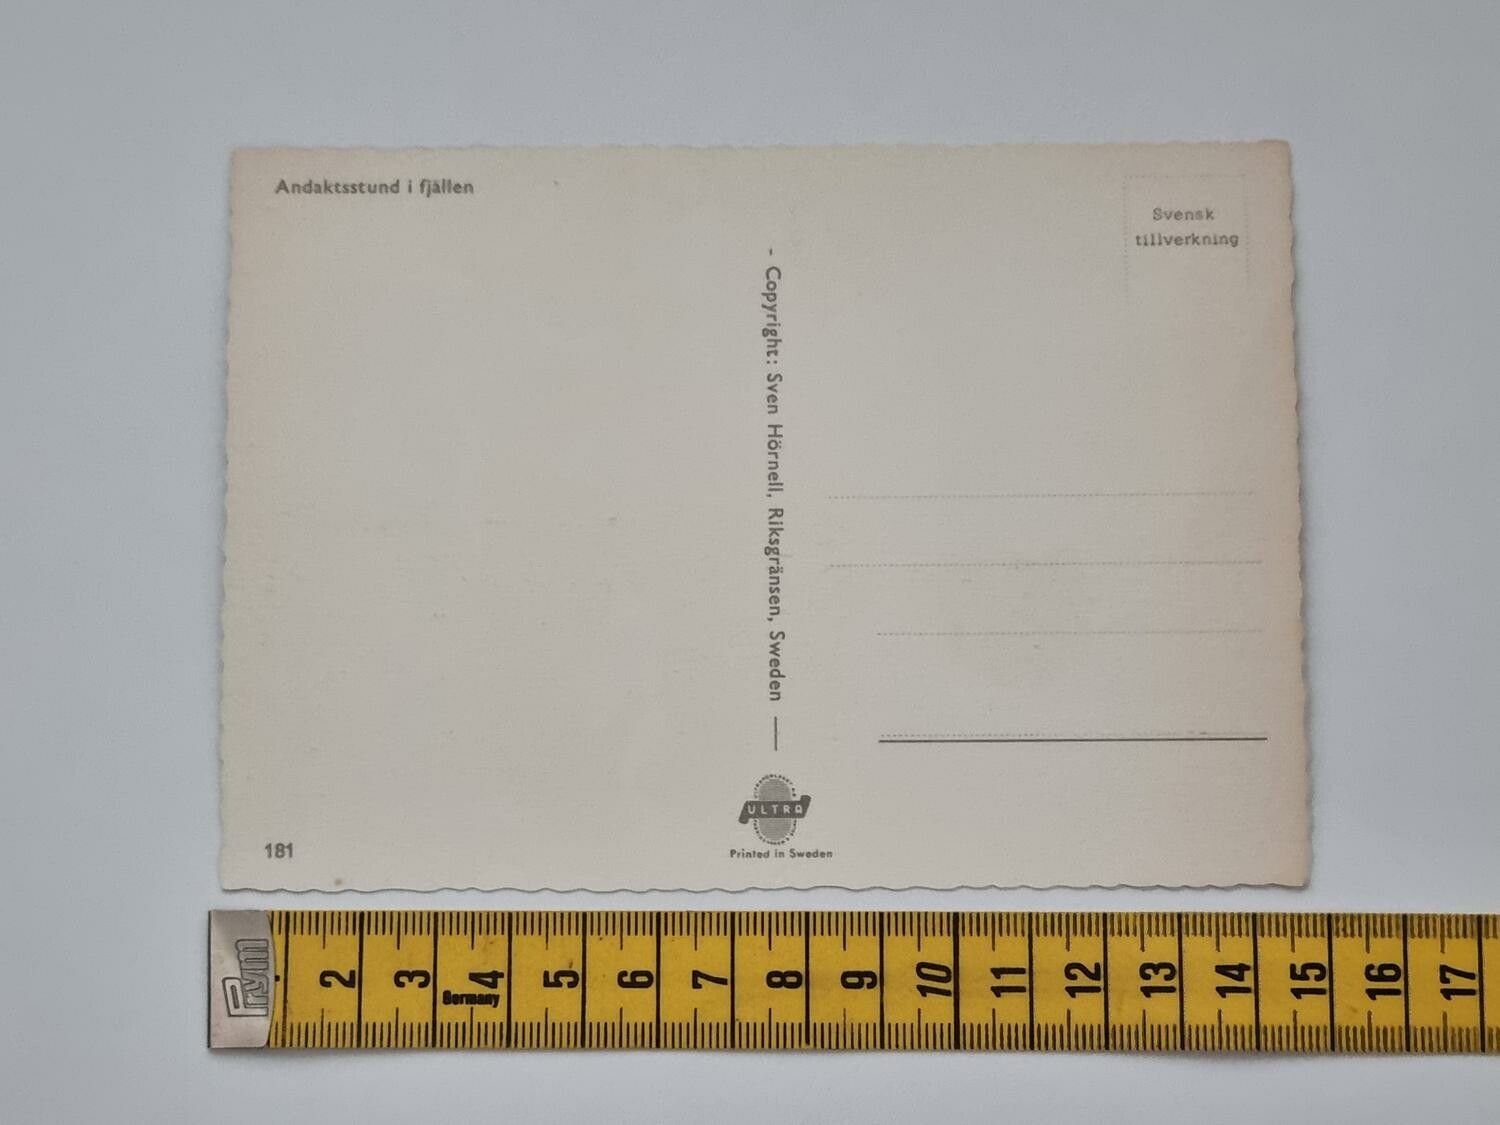 Andaktsstund i fjällen
Svensk
tillverkning
- Copyright: Sven Hörnell, Riksgränsen, Sweden —
ULTRA
Printed in Sweden
181
Prym
2 3 4 5 6 7 8 9 10 11 12 13 14 15 16 17
Germany